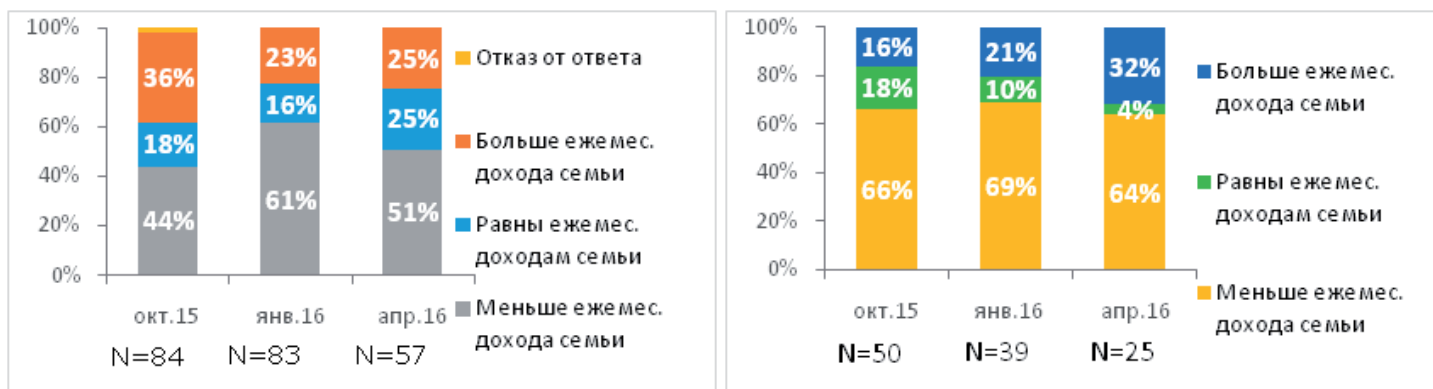 100%
80%
60%
40%
20%
0%
36%
18%
44%
23%
16%
61%
25%
25%
51%
окт.15
янв.16
апр.16
N=84
N=83
N=57
Отказ от ответа
Больше ежемес.
дохода семьи
Равны ежемес.
доходам семьи
Меньше ежемес.
дохода семьи
100%
80%
60%
40%
20%
0%
16%
18%
66%
21%
10%
69%
32%
4%
64%
окт.15
янв.16
апр.16
N=50
N=39
N=25
Больше ежемес.
дохода семьи
Равны ежемес.
доходам семьи
Меньше ежемес.
дохода семьи